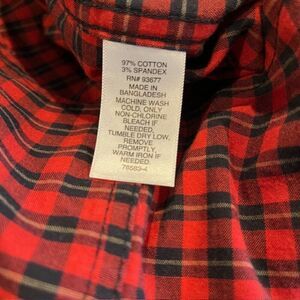 97% COTTON
3% SPANDEX
RN# 93677
MADE IN
BANGLADESH
MACHINE WASH
COLD, ONLY
NON-CHLORINE
BLEACH IF
NEEDED,
TUMBLE DRY LOW,
REMOVE
PROMPTLY,
WARM IRON IF
NEEDED.
78583-4